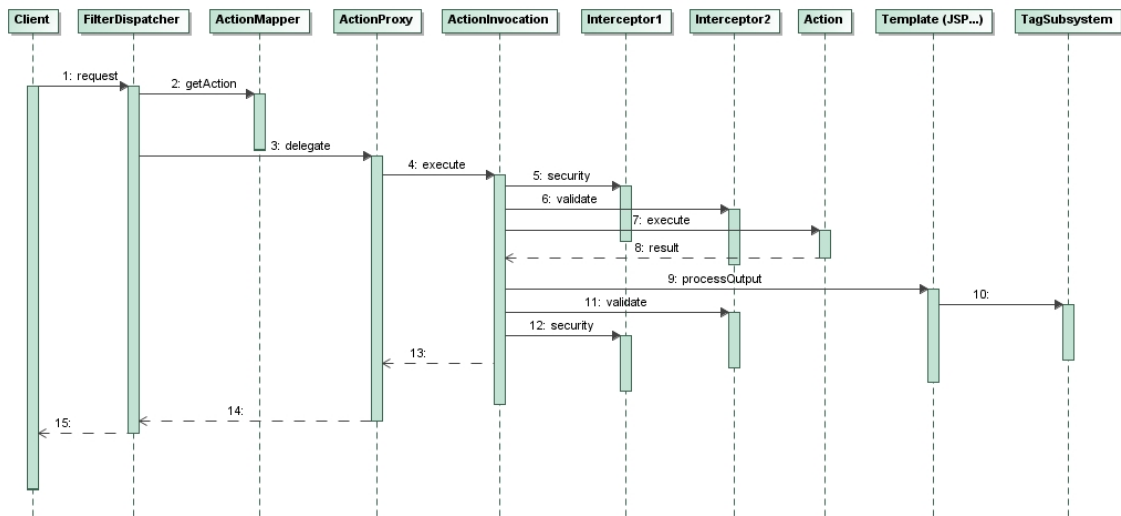 Client FilterDispatcher ActionMapper ActionProxy ActionInvocation Interceptor1 Interceptor2 Action Template (JSP...) TagSubsystem
1: request
2: getAction
3: delegate
4: execute
5: security
6: validate
7: execute
8: result
9: processOutput
10:
11: validate
12: security
13:
14:
15: